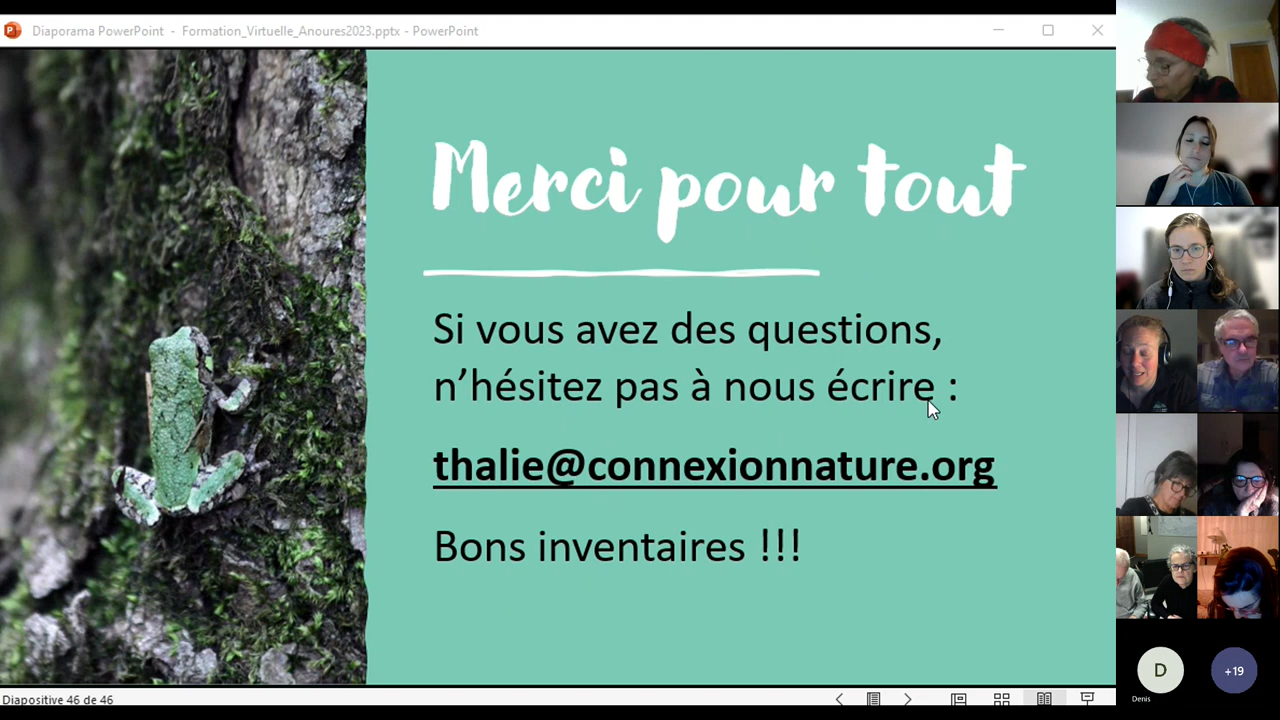 Diaporama PowerPoint - Formation_Virtuelle_Anoures2023.pptx - PowerPoint
Merci pour tout
Si vous avez des questions,
n’hésitez pas à nous écrire :
thalie@connexionnature.org
Bons inventaires !!!
D
+19
Denis
Diapositive 46 de 46